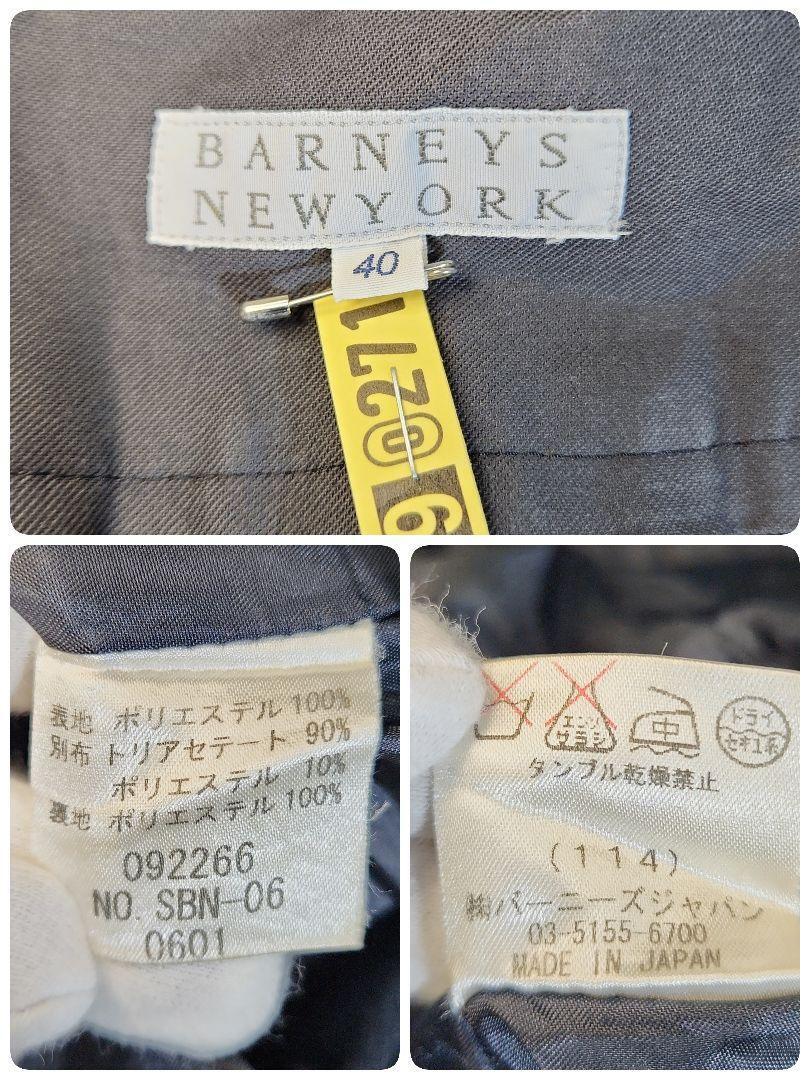 BARNEYS
NEWYORK
40
0271
9
表地 ポリエステル 100%
別布 トリアセテート 90%
ポリエステル 10%
裏地 ポリエステル 100%
092266
NO. SBN-06
0601
エンソ
サラシ
中
ドライ
セキユ系
タンブル乾燥禁止
(114)
㈱バーニーズジャパン
03-5155-6700
MADE IN JAPAN